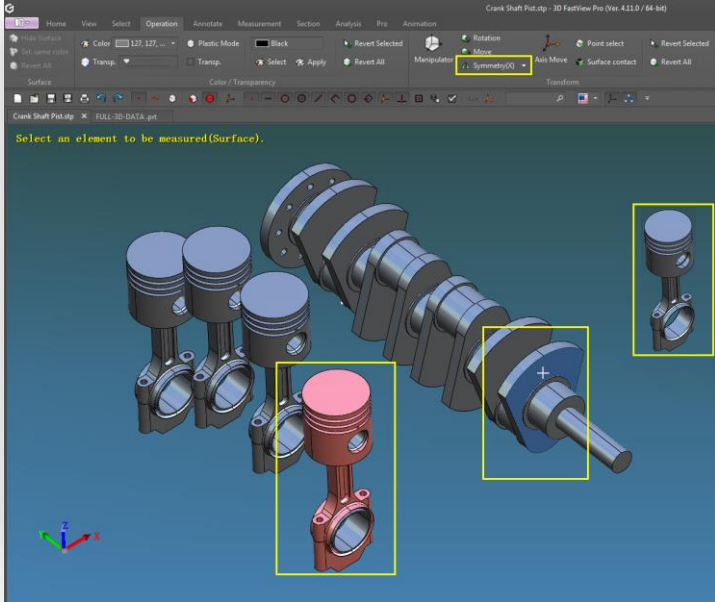 Crank Shaft Pist.stp - 3D FastView Pro (Ver. 4.11.0 / 64-bit)
Home View Select Operation Annotate Measurement Section Analysis Pro Animation
Hide Surface
Sel. same color
Revert All
Surface
Color 127, 127, ...
Transp.
Plastic Mode
Transp.
Black
Select Apply
Revert Selected
Revert All
Color / Transparency
Manipulator
Rotation
Move
Symmetry(X)
Axis Move
Point select
Surface contact
Revert Selected
Revert All
Transform
Crank Shaft Pist.stp FULL-3D-DATA .prt
Select an element to be measured(Surface).
Z
X